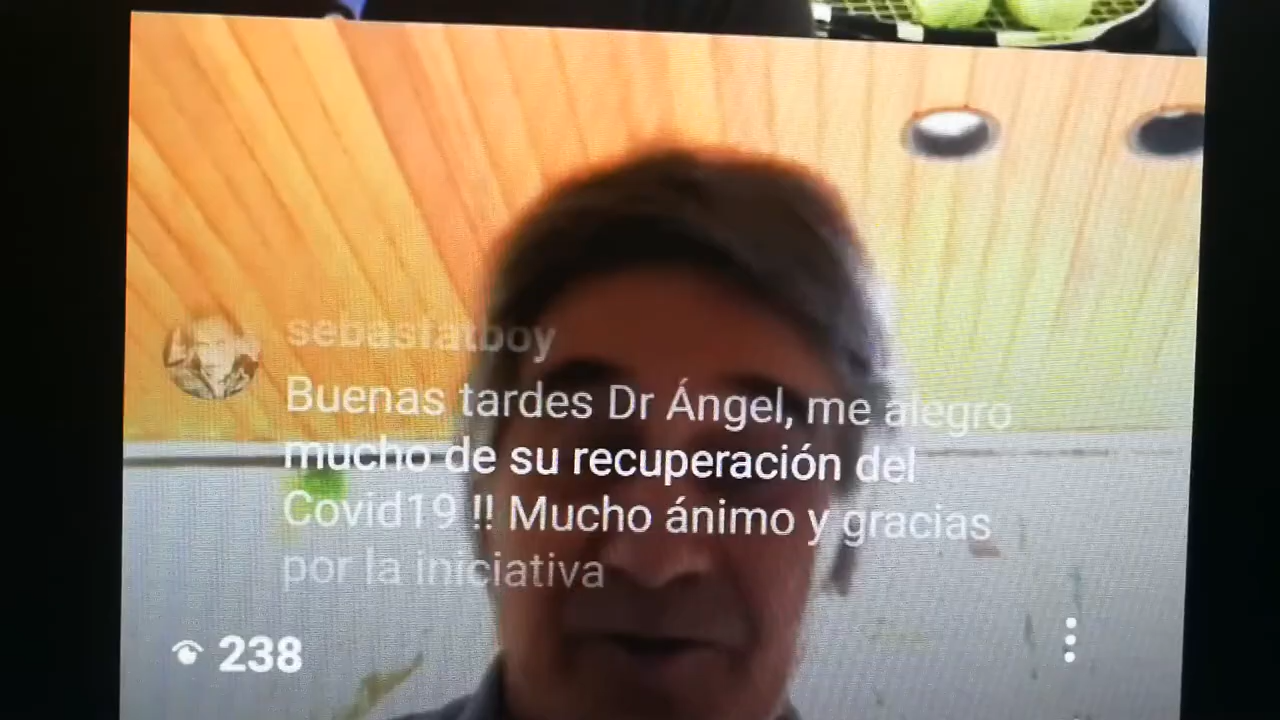 sebasfatboy
Buenas tardes Dr Ángel, me alegro
mucho de su recuperación del
Covid19 !! Mucho ánimo y gracias
por la iniciativa
238